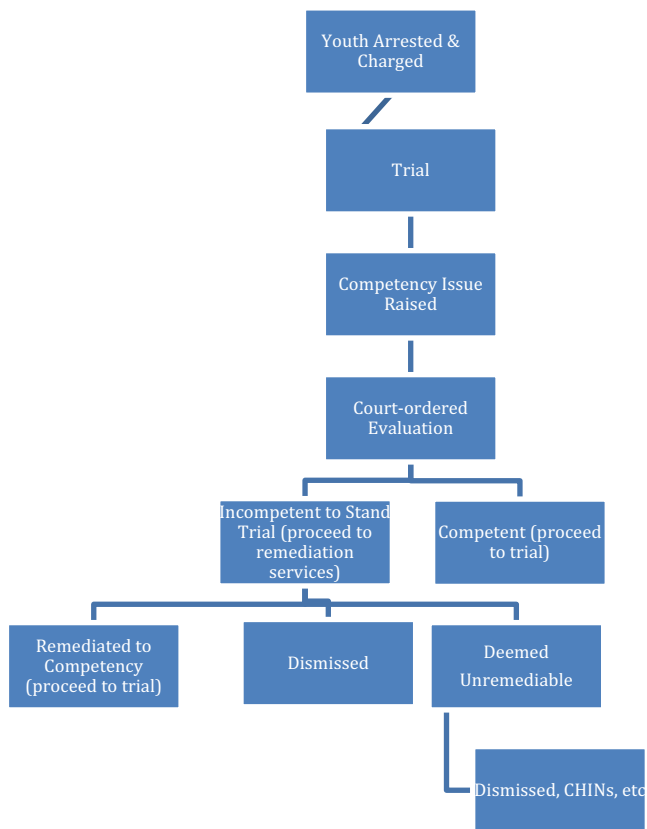 Youth Arrested &
Charged
Trial
Competency Issue
Raised
Court-ordered
Evaluation
Incompetent to Stand
Trial (proceed to
remediation
services)
Competent (proceed
to trial)
Remediated to
Competency
(proceed to trial)
Dismissed
Deemed
Unremediable
Dismissed, CHINs, etc